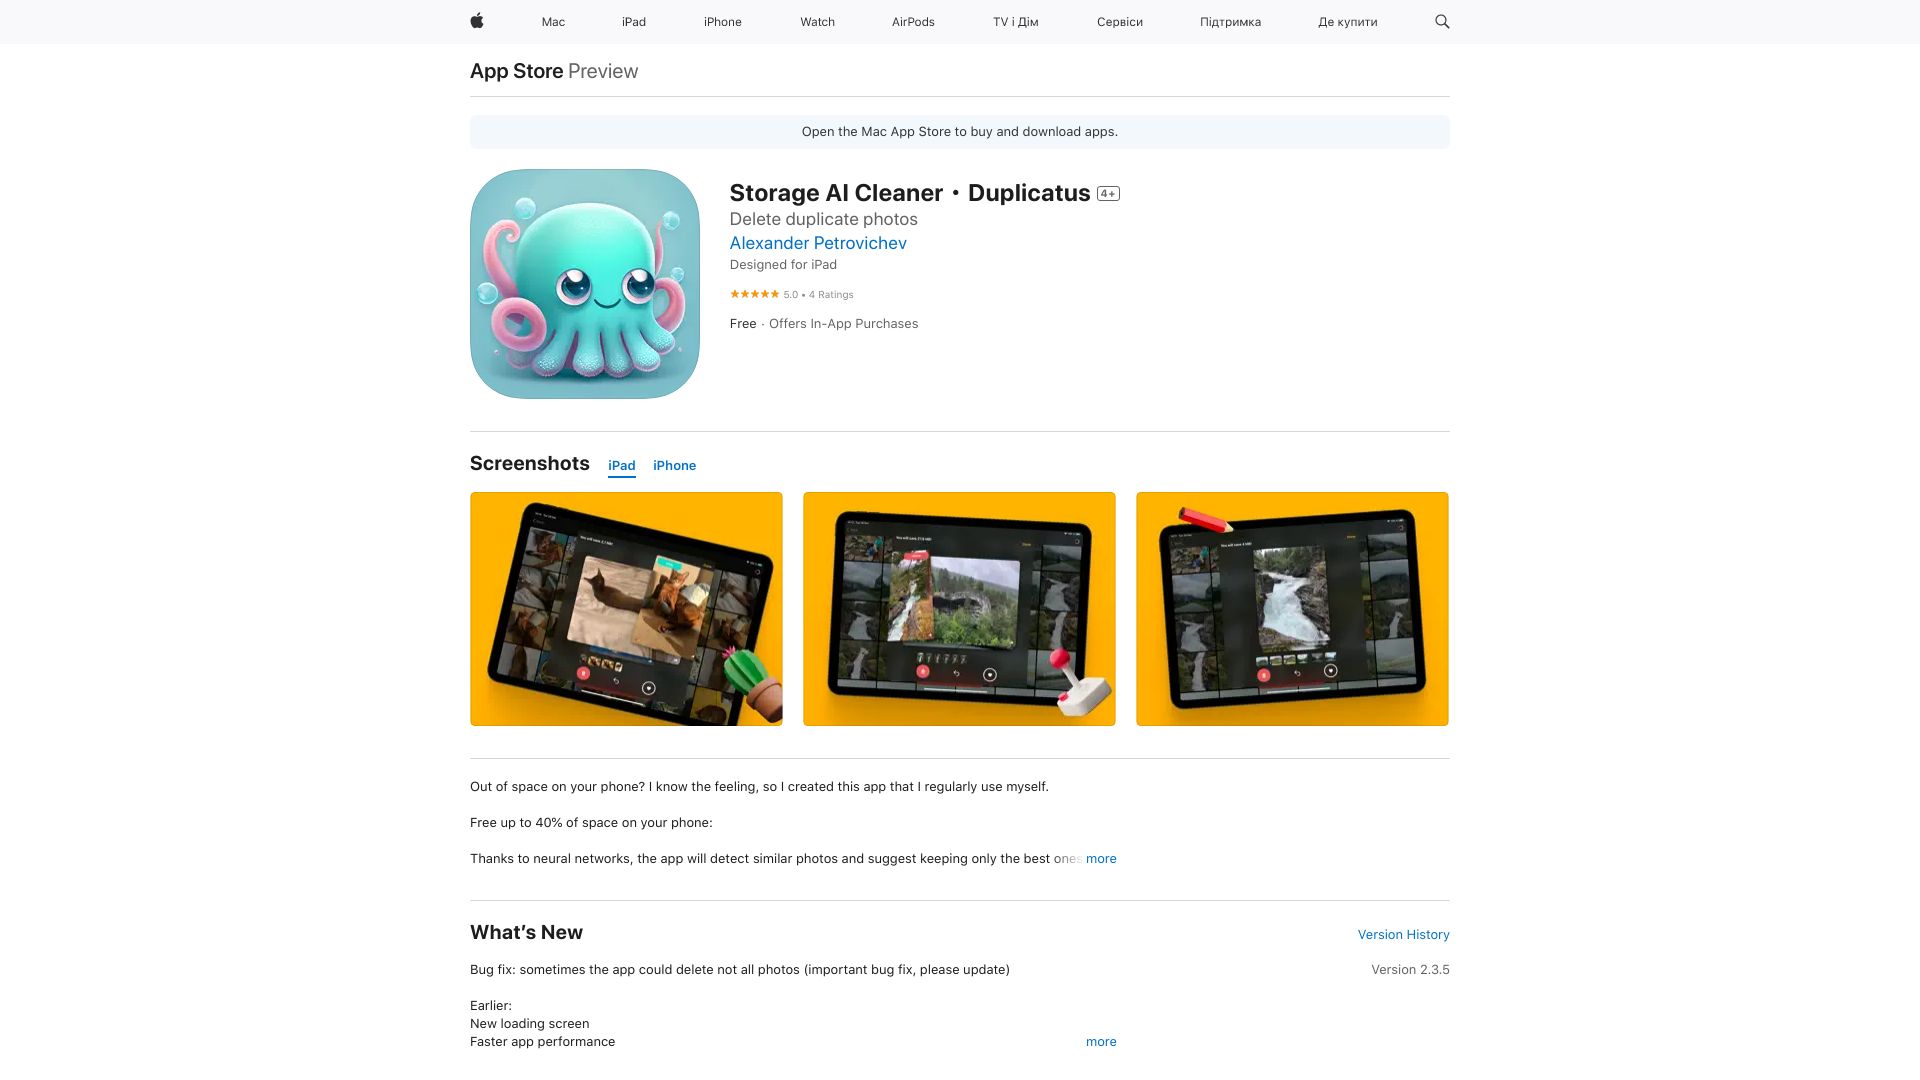 Mac
iPad
iPhone
Watch
AirPods
TV і Дім
Сервіси
Підтримка
Де купити
App Store Preview
Open the Mac App Store to buy and download apps.
Storage AI Cleaner・Duplicatus 4+
Delete duplicate photos
Alexander Petrovichev
Designed for iPad
5.0 • 4 Ratings
Free · Offers In-App Purchases
Screenshots iPad iPhone
Out of space on your phone? I know the feeling, so I created this app that I regularly use myself.
Free up to 40% of space on your phone:
Thanks to neural networks, the app will detect similar photos and suggest keeping only the best ones more
What’s New
Version History
Bug fix: sometimes the app could delete not all photos (important bug fix, please update)
Version 2.3.5
Earlier:
New loading screen
Faster app performance
more